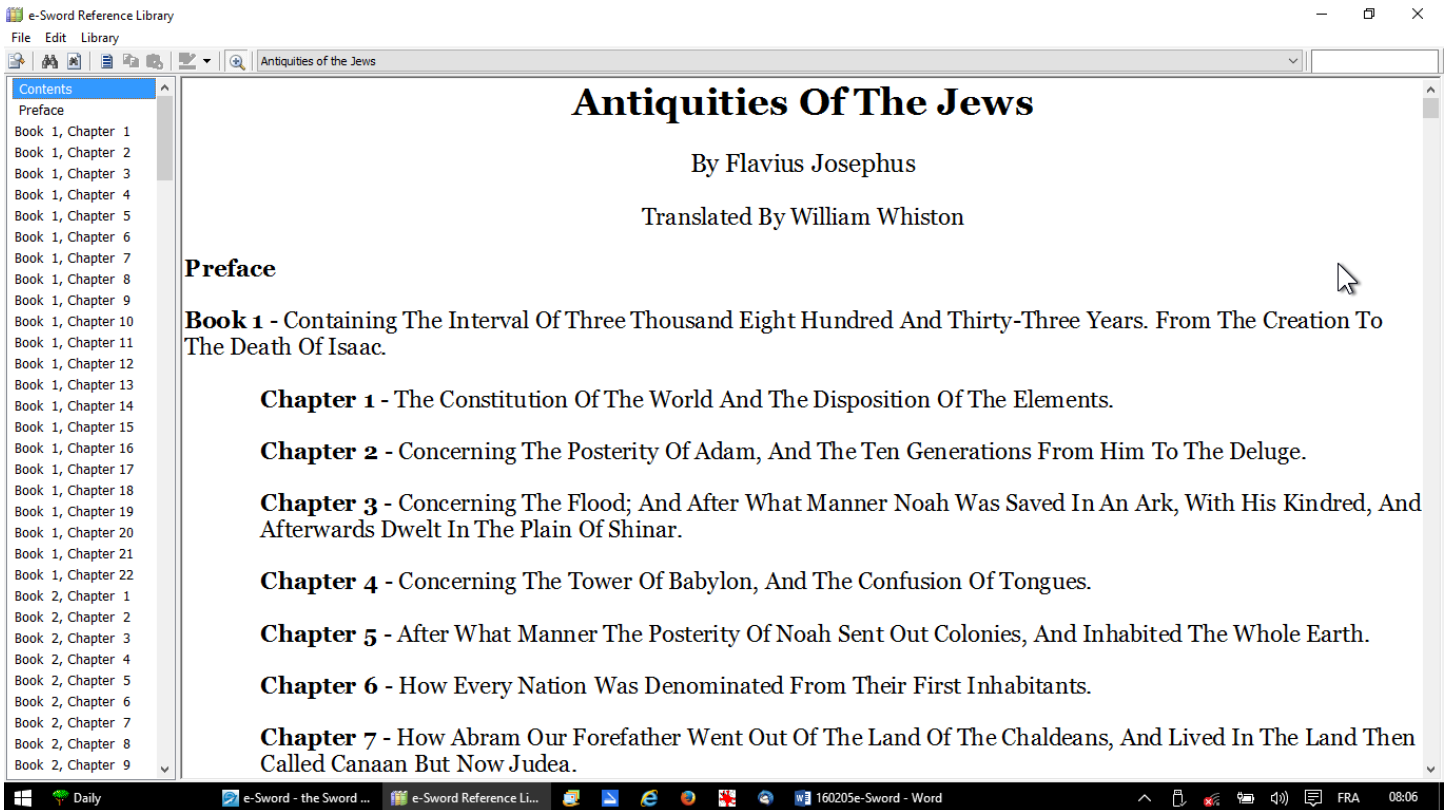 e-Sword Reference Library
File Edit Library
Antiquities of the Jews
Contents
Preface
Book 1, Chapter 1
Book 1, Chapter 2
Book 1, Chapter 3
Book 1, Chapter 4
Book 1, Chapter 5
Book 1, Chapter 6
Book 1, Chapter 7
Book 1, Chapter 8
Book 1, Chapter 9
Book 1, Chapter 10
Book 1, Chapter 11
Book 1, Chapter 12
Book 1, Chapter 13
Book 1, Chapter 14
Book 1, Chapter 15
Book 1, Chapter 16
Book 1, Chapter 17
Book 1, Chapter 18
Book 1, Chapter 19
Book 1, Chapter 20
Book 1, Chapter 21
Book 1, Chapter 22
Book 2, Chapter 1
Book 2, Chapter 2
Book 2, Chapter 3
Book 2, Chapter 4
Book 2, Chapter 5
Book 2, Chapter 6
Book 2, Chapter 7
Book 2, Chapter 8
Book 2, Chapter 9
Antiquities Of The Jews
By Flavius Josephus
Translated By William Whiston
Preface
Book 1 - Containing The Interval Of Three Thousand Eight Hundred And Thirty-Three Years. From The Creation To
The Death Of Isaac.
Chapter 1 - The Constitution Of The World And The Disposition Of The Elements.
Chapter 2 - Concerning The Posterity Of Adam, And The Ten Generations From Him To The Deluge.
Chapter 3 - Concerning The Flood; And After What Manner Noah Was Saved In An Ark, With His Kindred, And
Afterwards Dwelt In The Plain Of Shinar.
Chapter 4 - Concerning The Tower Of Babylon, And The Confusion Of Tongues.
Chapter 5 - After What Manner The Posterity Of Noah Sent Out Colonies, And Inhabited The Whole Earth.
Chapter 6 - How Every Nation Was Denominated From Their First Inhabitants.
Chapter 7 - How Abram Our Forefather Went Out Of The Land Of The Chaldeans, And Lived In The Land Then
Called Canaan But Now Judea.
Daily
e-Sword - the Sword ...
e-Sword Reference Li...
160205e-Sword - Word
FRA
08:06